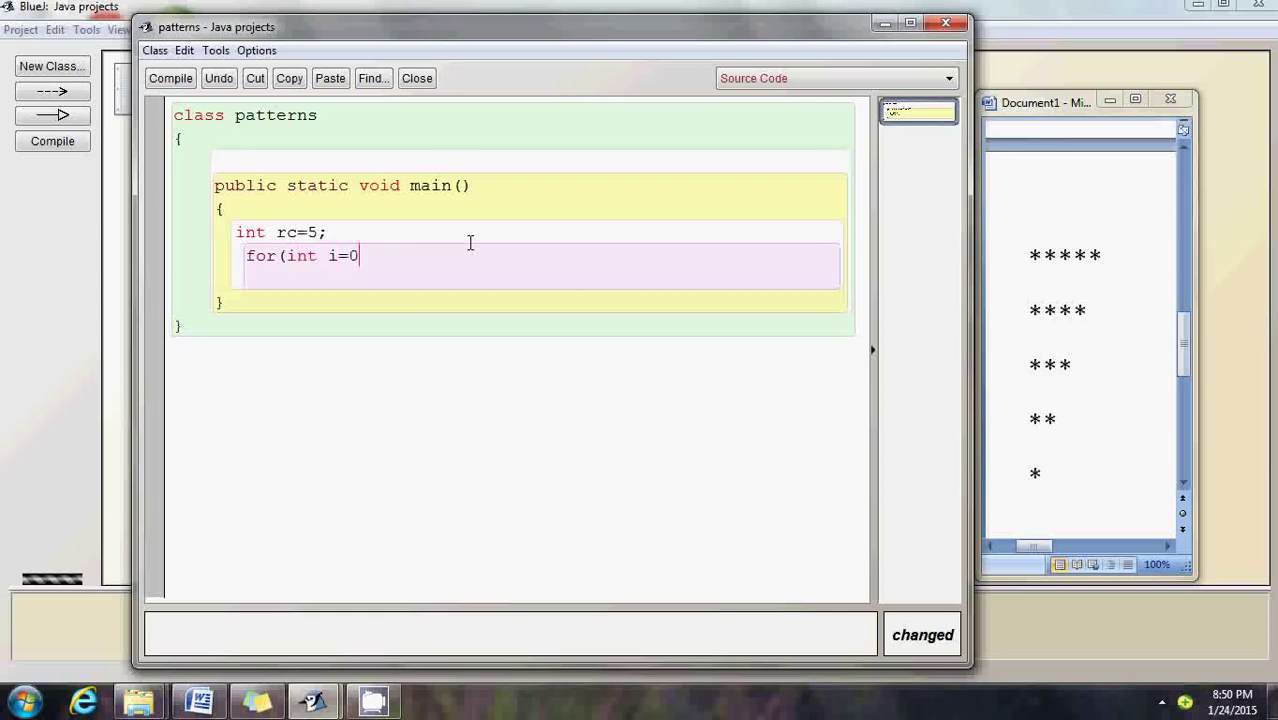 BlueJ: Java projects
Project Edit Tools View
New Class...
Compile
patterns - Java projects
Class Edit Tools Options
Compile Undo Cut Copy Paste Find... Close
Source Code
class patterns
{
public static void main()
{
int rc=5;
for(int i=0
}
}
changed
Document1 - Mi...
*****
****
***
**
*
100%
8:50 PM
1/24/2015